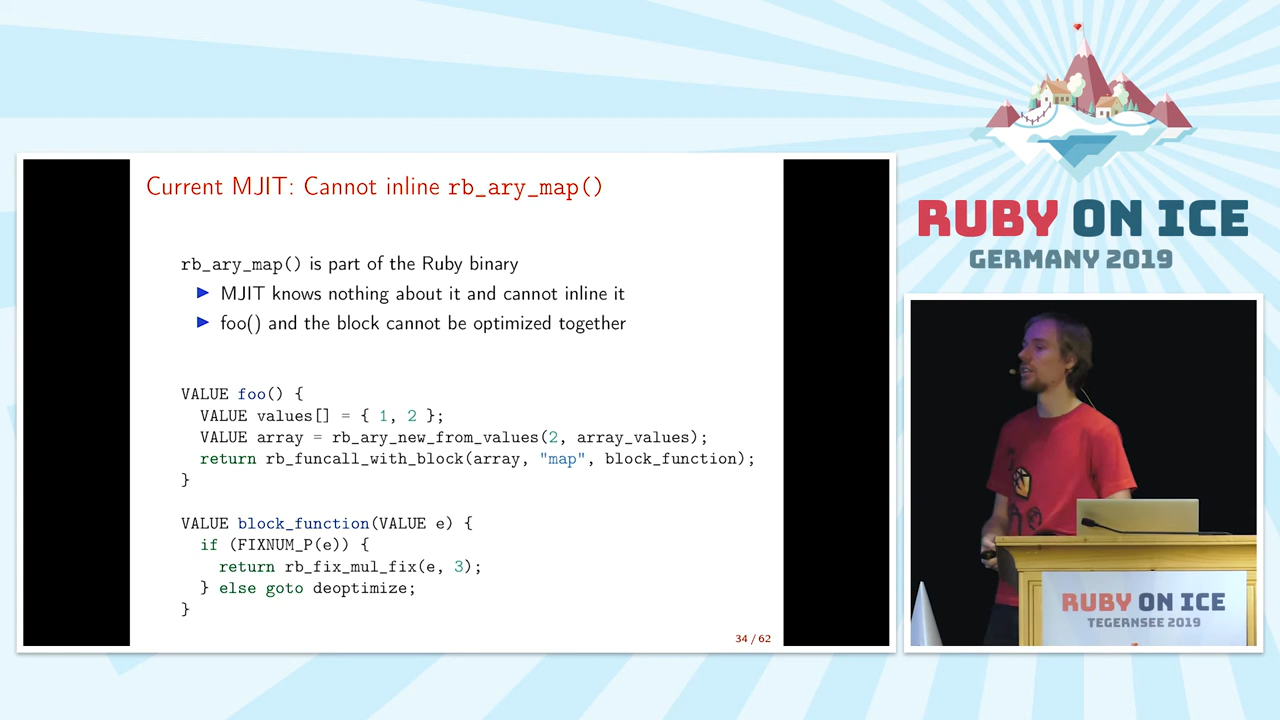 Current MJIT: Cannot inline rb_ary_map()
rb_ary_map() is part of the Ruby binary
MJIT knows nothing about it and cannot inline it
foo() and the block cannot be optimized together
VALUE foo() {
VALUE values[] = { 1, 2 };
VALUE array = rb_ary_new_from_values(2, array_values);
return rb_funcall_with_block(array, "map", block_function);
}
VALUE block_function(VALUE e) {
if (FIXNUM_P(e)) {
return rb_fix_mul_fix(e, 3);
} else goto deoptimize;
}
34 / 62
RUBY ON ICE
GERMANY 2019
RUBY ON ICE
TEGERNSEE 2019